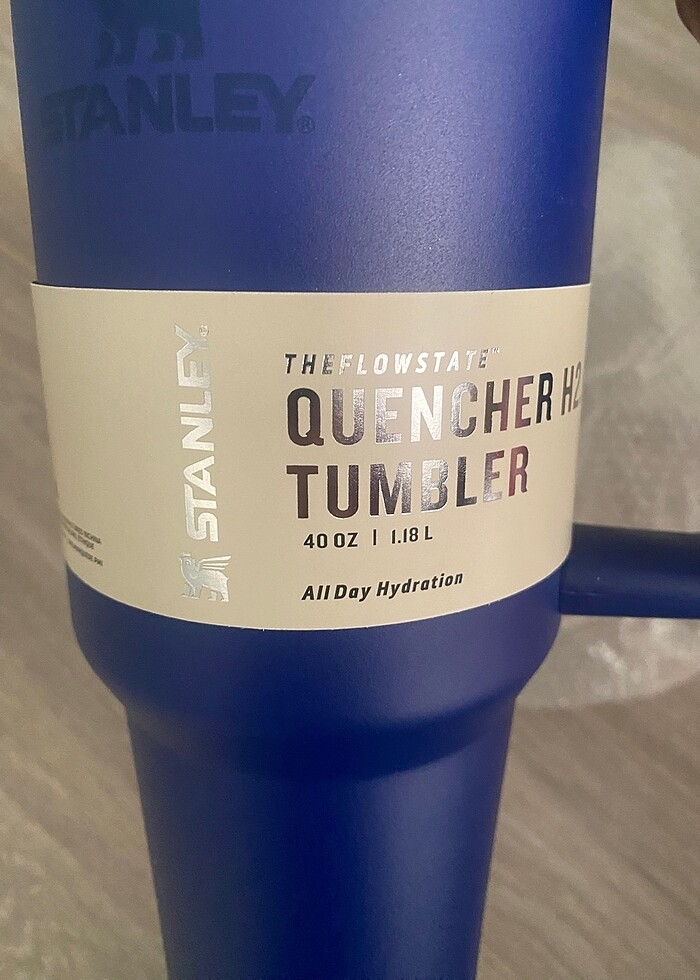 STANLEY®
STANLEY®
THEFLOWSTATE™
QUENCHER H2.
TUMBLER
40 OZ | 1.18 L
All Day Hydration